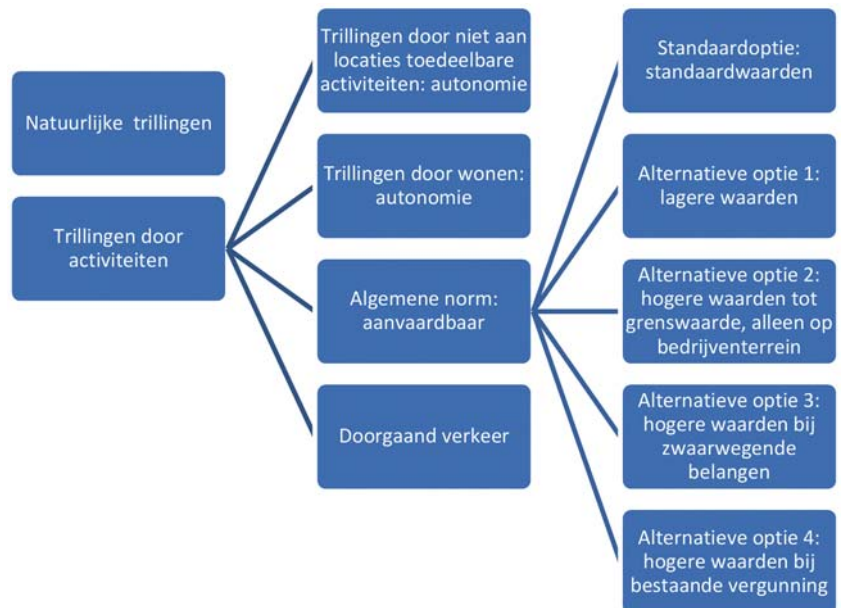 Natuurlijke trillingen
Trillingen door
activiteiten
Trillingen door niet aan
locaties toedeelbare
activiteiten: autonomie
Trillingen door wonen:
autonomie
Algemene norm:
aanvaardbaar
Doorgaand verkeer
Standaardoptie:
standaardwaarden
Alternatieve optie 1:
lagere waarden
Alternatieve optie 2:
hogere waarden tot
grenswaarde, alleen op
bedrijventerrein
Alternatieve optie 3:
hogere waarden bij
zwaarwegende
belangen
Alternatieve optie 4:
hogere waarden bij
bestaande vergunning